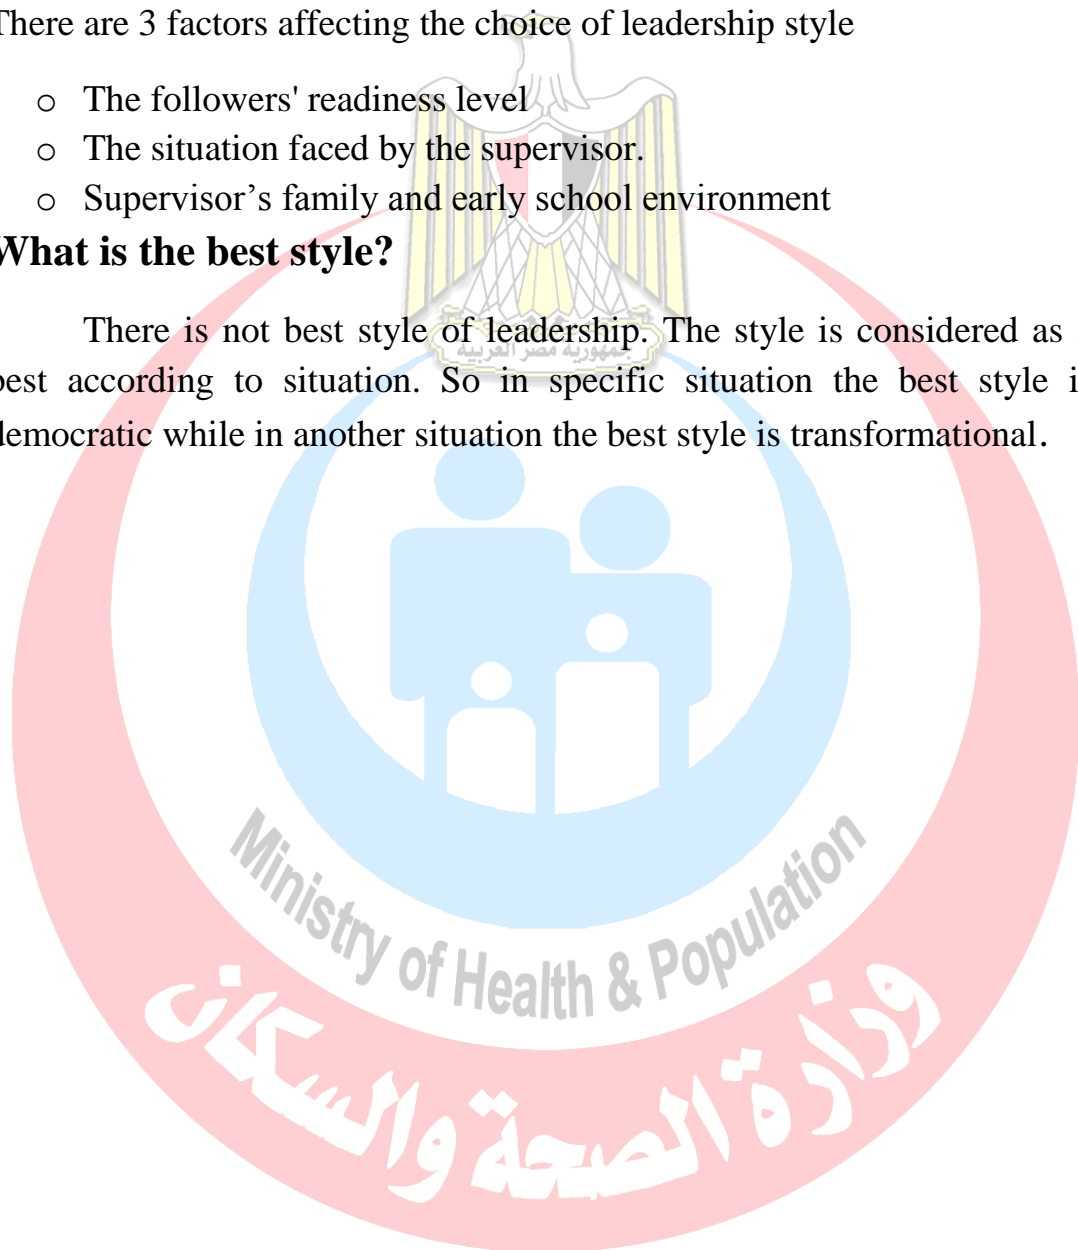 There are 3 factors affecting the choice of leadership style
o The followers' readiness level
o The situation faced by the supervisor.
o Supervisor’s family and early school environment
What is the best style?
There is not best style of leadership. The style is considered as
best according to situation. So in specific situation the best style i
democratic while in another situation the best style is transformational.
جمهورية مصر العربية
Ministry of Health & Population
وزارة الصحة والسكان